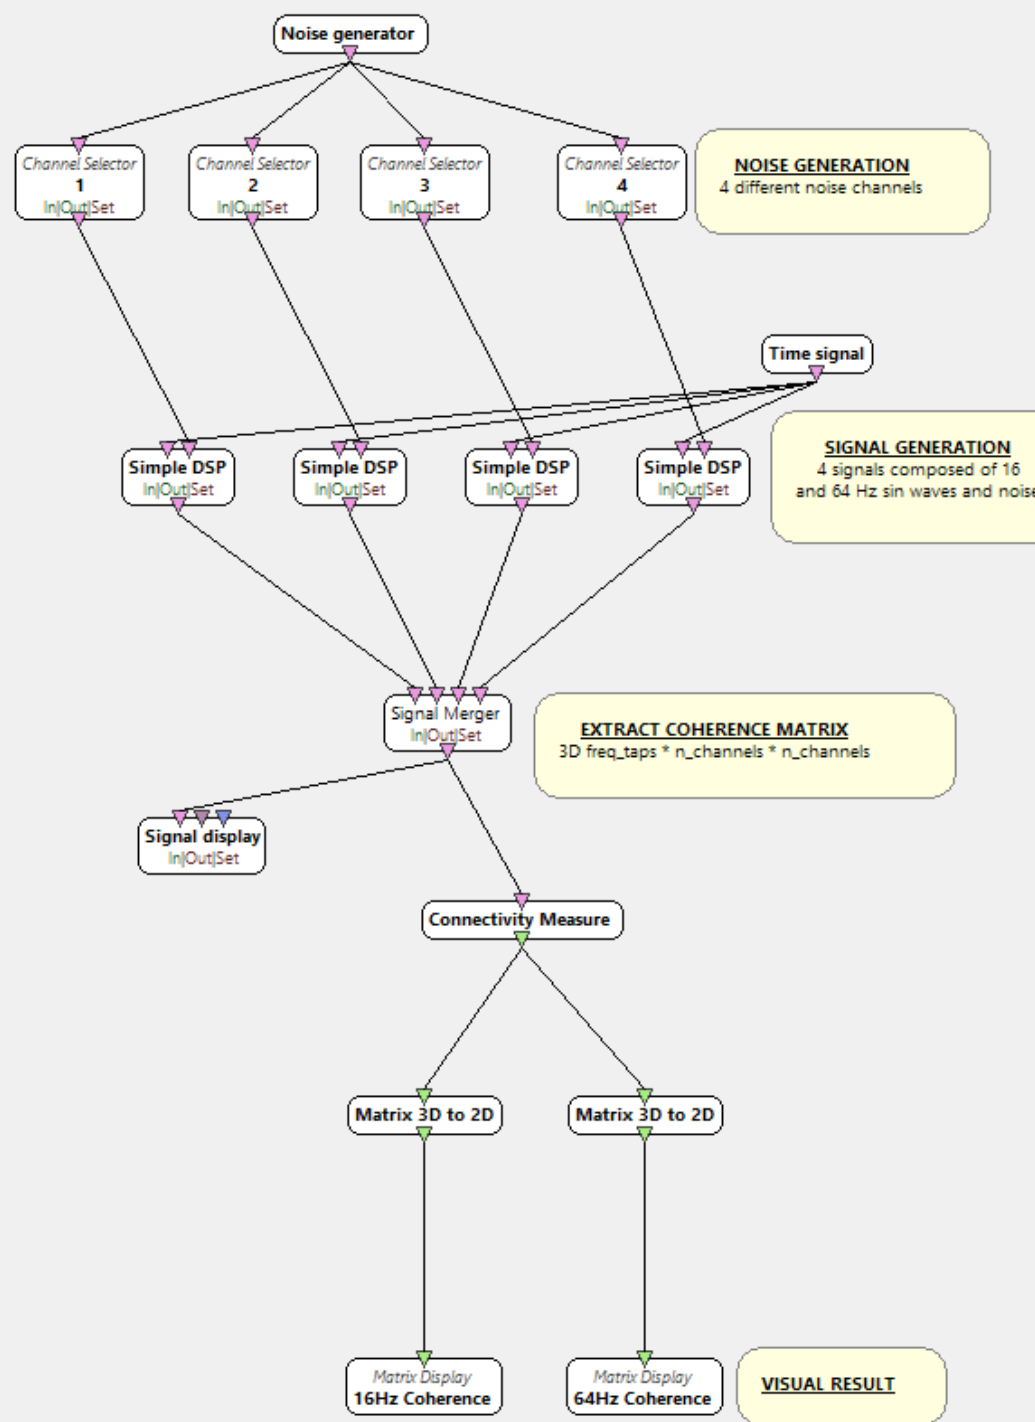 Noise generator
Channel Selector
1
In|Out|Set
Channel Selector
2
In|Out|Set
Channel Selector
3
In|Out|Set
Channel Selector
4
In|Out|Set
NOISE GENERATION
4 different noise channels
Time signal
Simple DSP
In|Out|Set
Simple DSP
In|Out|Set
Simple DSP
In|Out|Set
Simple DSP
In|Out|Set
SIGNAL GENERATION
4 signals composed of 16
and 64 Hz sin waves and noise
Signal Merger
In|Out|Set
EXTRACT COHERENCE MATRIX
3D freq_taps * n_channels * n_channels
Signal display
In|Out|Set
Connectivity Measure
Matrix 3D to 2D
Matrix 3D to 2D
Matrix Display
16Hz Coherence
Matrix Display
64Hz Coherence
VISUAL RESULT